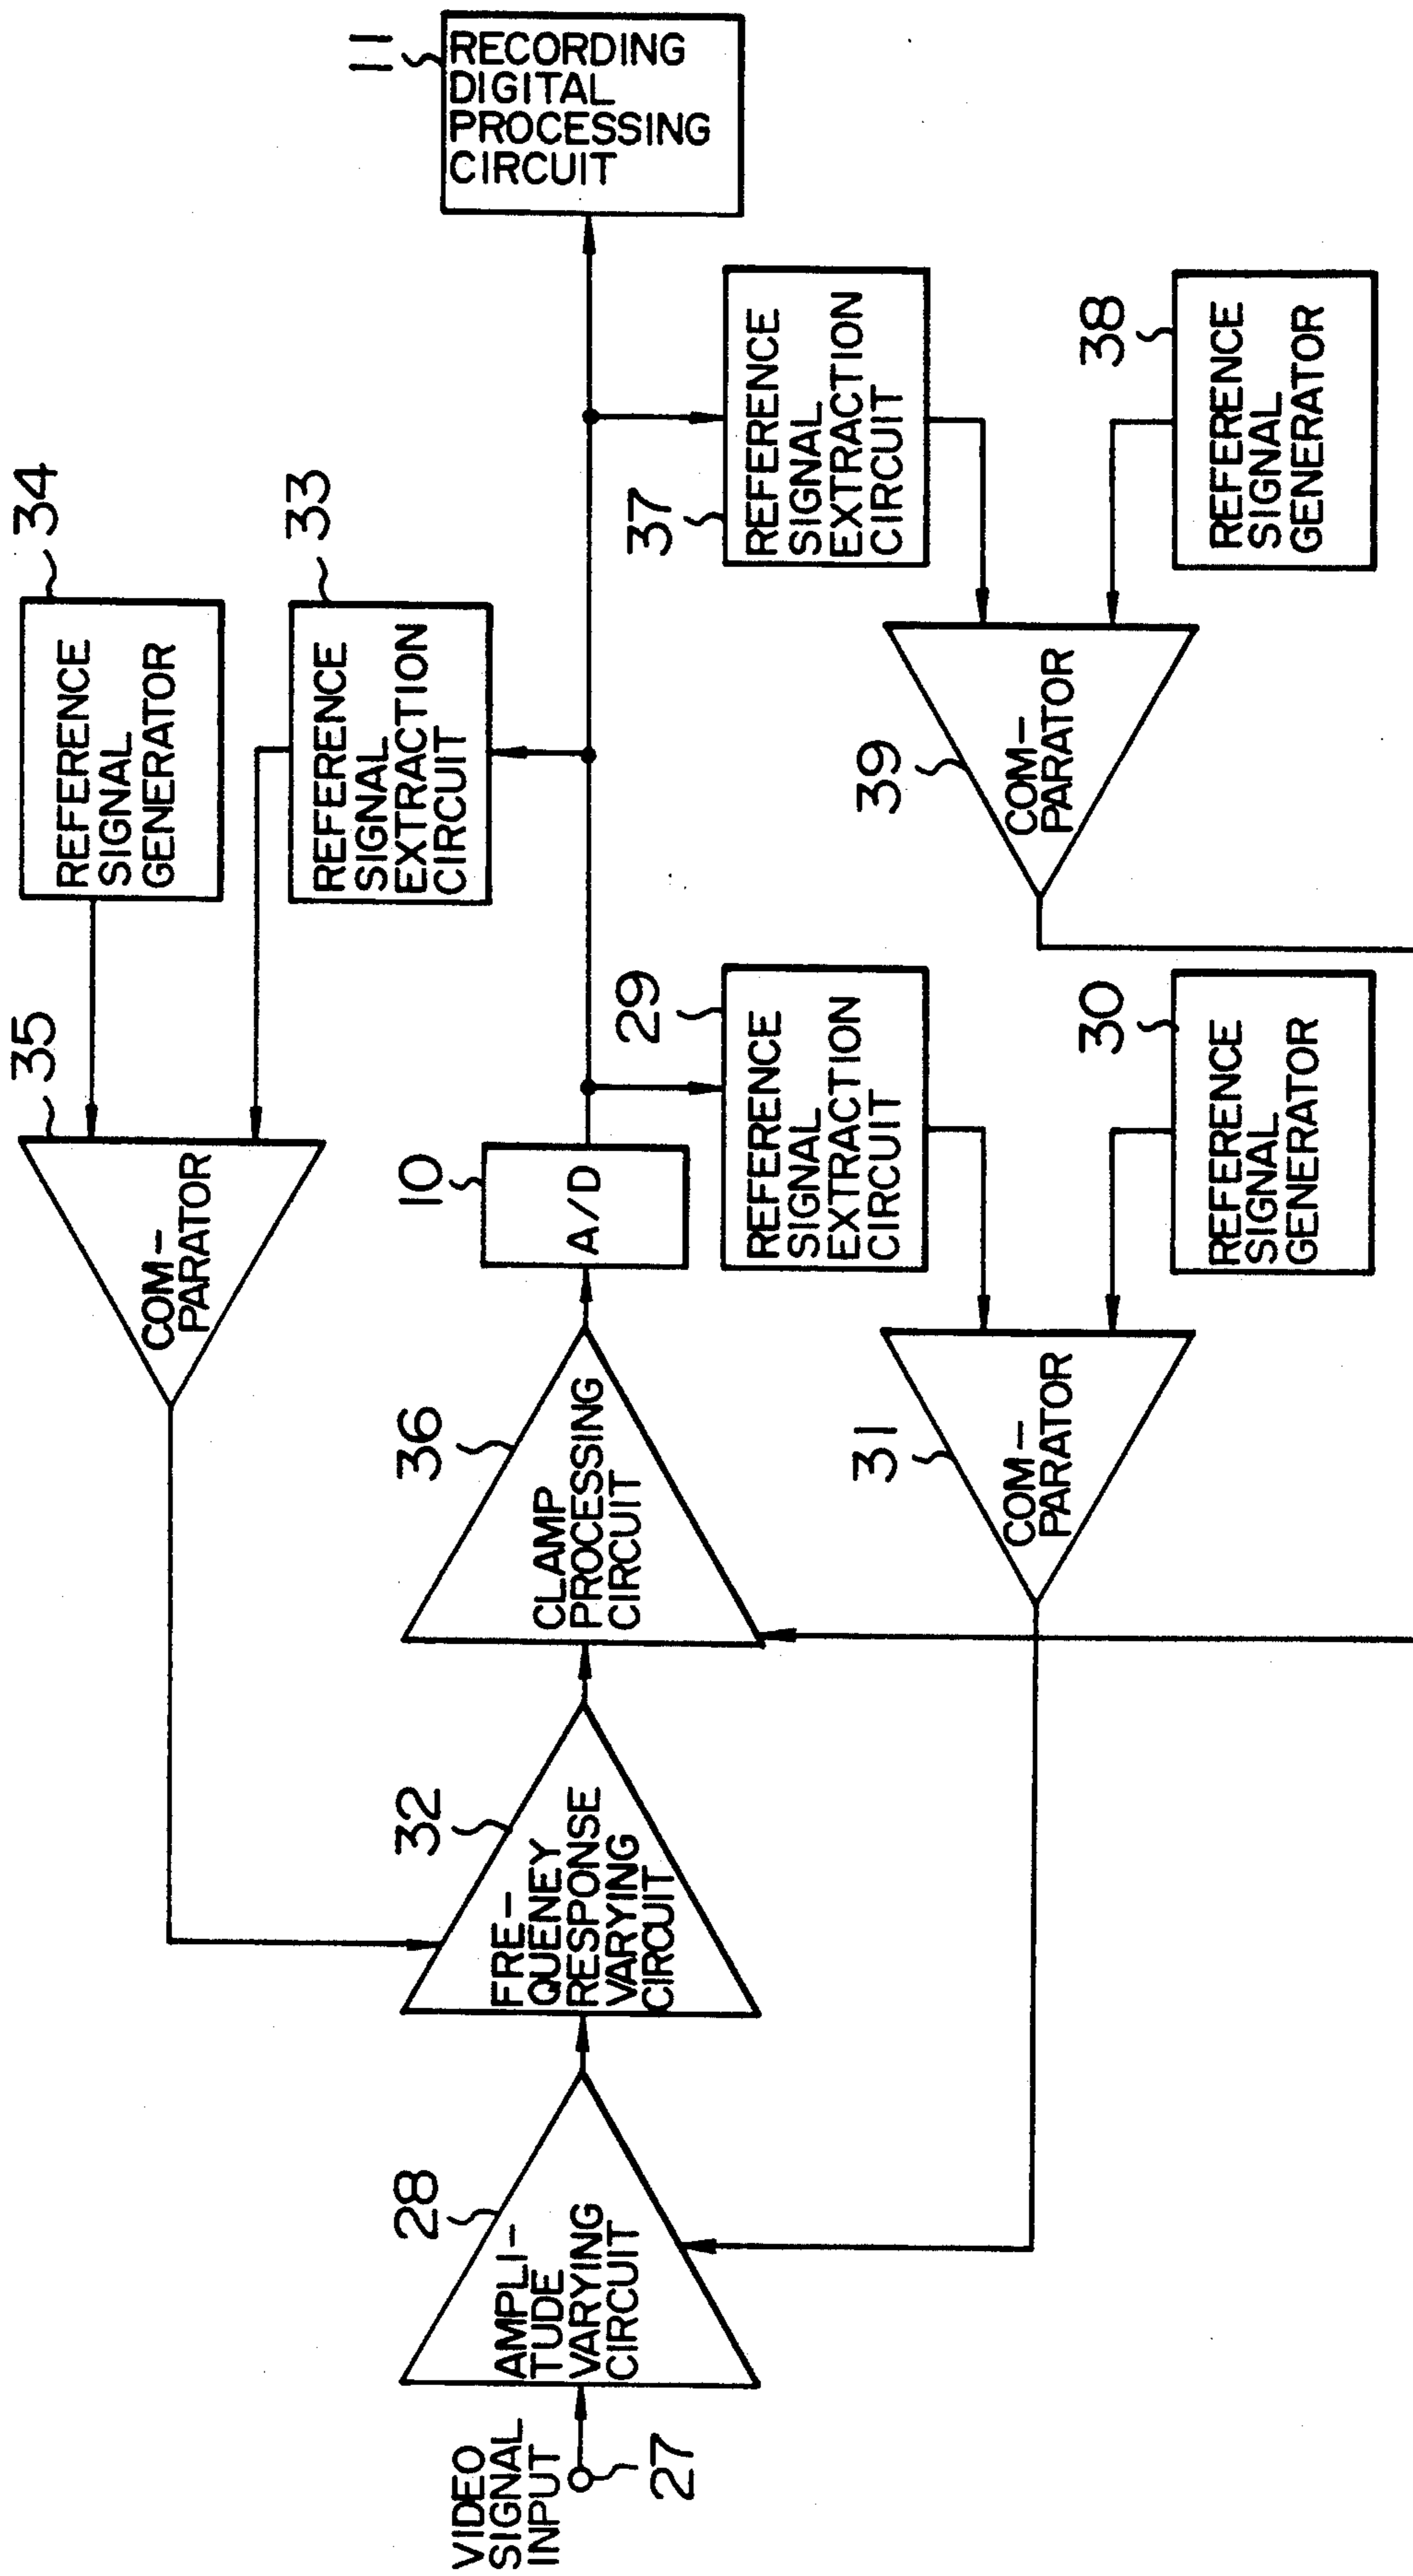 VIDEO
SIGNAL
INPUT
27
28
AMPLI-
TUDE
VARYING
CIRCUIT
32
FRE-
QUENEY
RESPONSE
VARYING
CIRCUIT
36
CLAMP
PROCESSING
CIRCUIT
10
A/D
11
RECORDING
DIGITAL
PROCESSING
CIRCUIT
35
COM-
PARATOR
34
REFERENCE
SIGNAL
GENERATOR
33
REFERENCE
SIGNAL
EXTRACTION
CIRCUIT
29
REFERENCE
SIGNAL
EXTRACTION
CIRCUIT
37
REFERENCE
SIGNAL
EXTRACTION
CIRCUIT
31
COM-
PARATOR
30
REFERENCE
SIGNAL
GENERATOR
39
COM-
PARATOR
38
REFERENCE
SIGNAL
GENERATOR